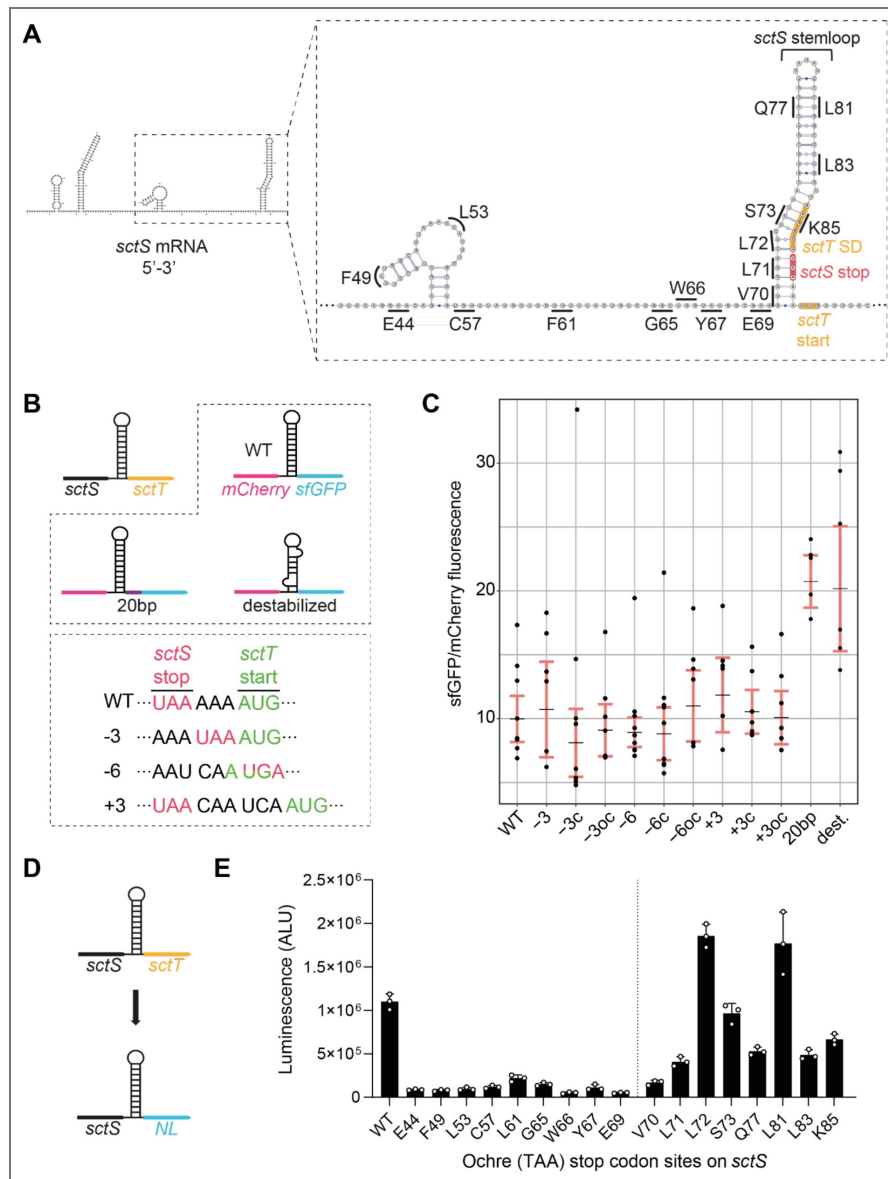 A
sctS stemloop
Q77
L81
L83
L53
S73
K85
sctT SD
L72
sctS mRNA
5'-3'
F49
L71
sctS stop
W66
V70
E44
C57
F61
G65
Y67
E69
sctT
start
B
WT
sctS
sctT
mCherry sfGFP
20bp
destabilized
sctS
stop
sctT
start
WT ···UAA AAA AUG···
-3 AAA UAA AUG···
-6 AAU CAA UGA···
+3 ···UAA CAA UCA AUG···
C
sfGFP/mCherry fluorescence
30
20
10
WT
−3
−3c
−3oc
−6
−6c
−6oc
+3
+3c
+3oc
20bp
dest.
D
sctS
sctT
sctS
NL
E
Luminescence (ALU)
2.5×10⁶
2×10⁶
1.5×10⁶
1×10⁶
5×10⁵
0
WT
E44
F49
L53
C57
L61
G65
W66
Y67
E69
V70
L71
L72
S73
Q77
L81
L83
K85
Ochre (TAA) stop codon sites on sctS